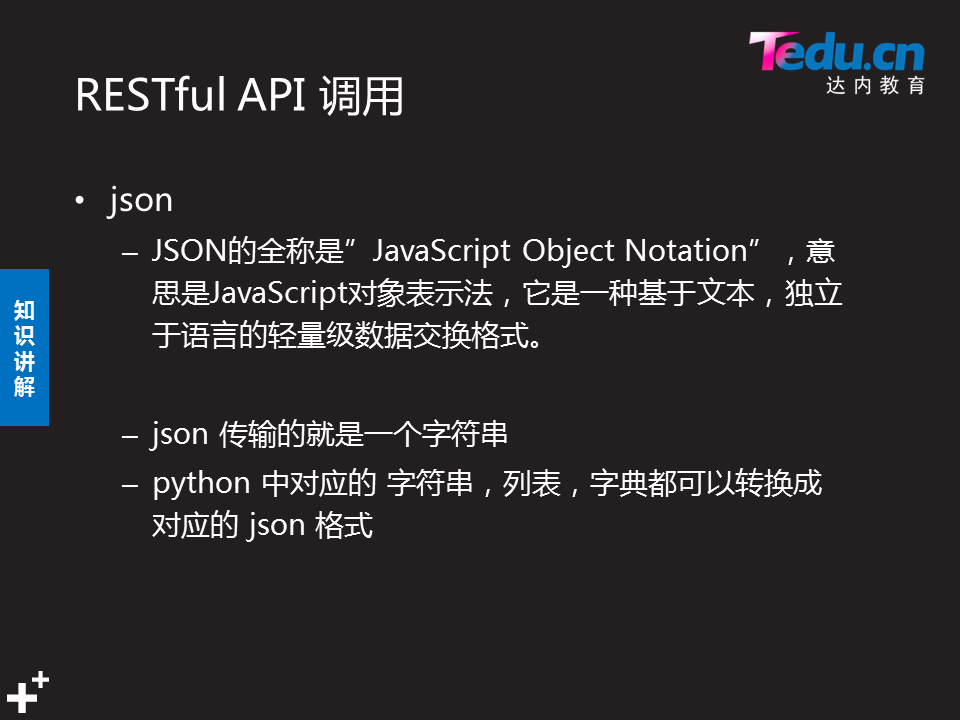 Tedu.cn
达内教育
RESTful API 调用
• json
– JSON的全称是”JavaScript Object Notation”，意
思是JavaScript对象表示法，它是一种基于文本，独立
于语言的轻量级数据交换格式。
– json 传输的就是一个字符串
– python 中对应的 字符串，列表，字典都可以转换成
对应的 json 格式
知
识
讲
解